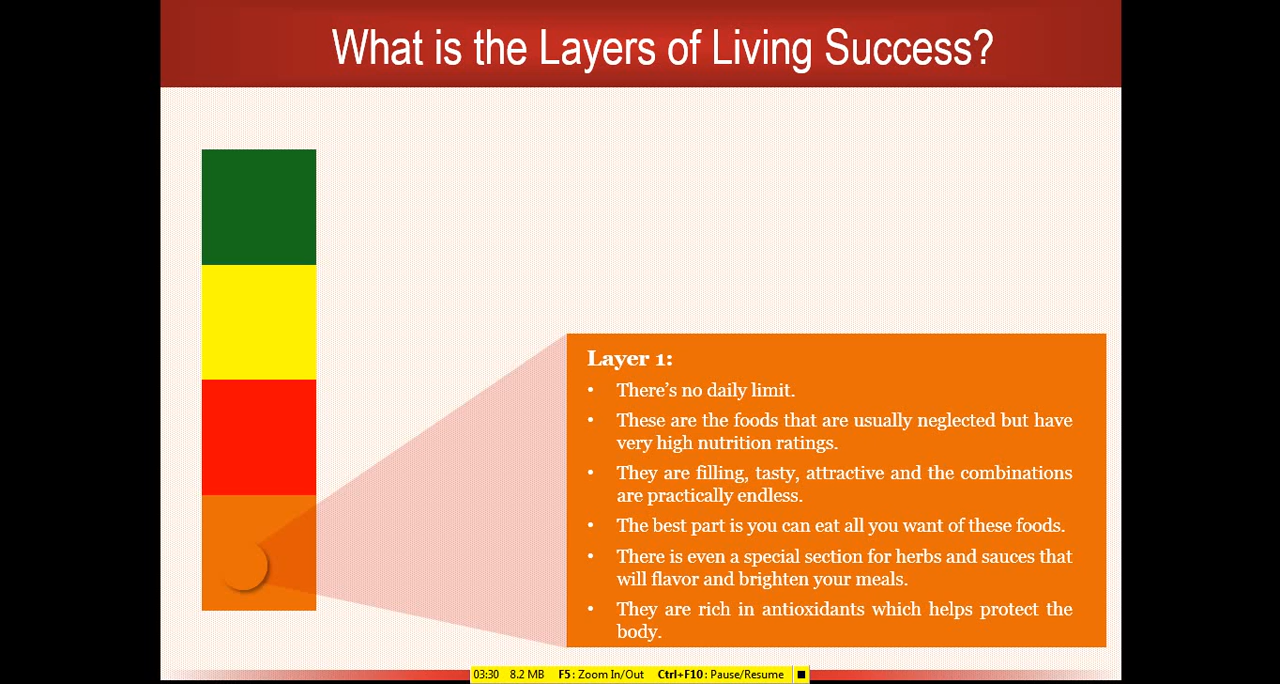 What is the Layers of Living Success?
Layer 1:
• There's no daily limit.
• These are the foods that are usually neglected but have
very high nutrition ratings.
• They are filling, tasty, attractive and the combinations
are practically endless.
• The best part is you can eat all you want of these foods.
• There is even a special section for herbs and sauces that
will flavor and brighten your meals.
• They are rich in antioxidants which helps protect the
body.
03:30 8.2 MB F5: Zoom In/Out Ctrl+F10: Pause/Resume